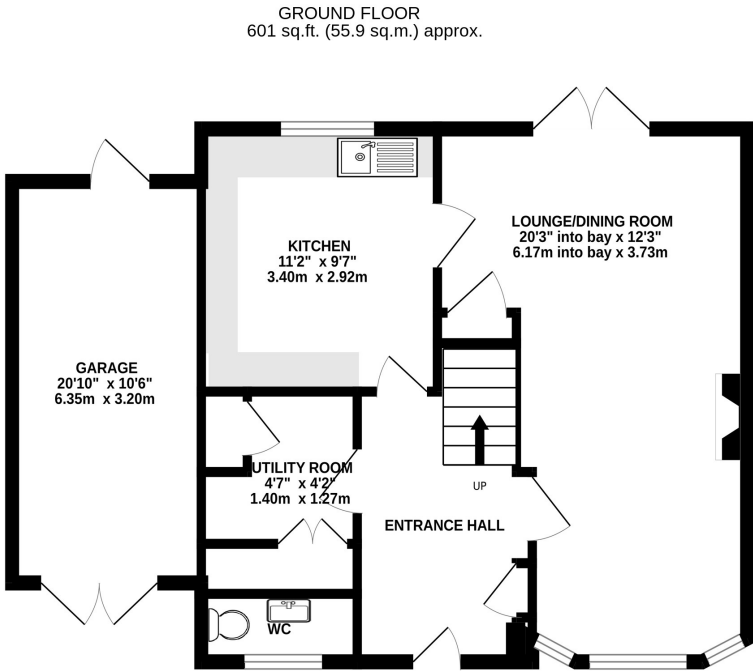 GROUND FLOOR
601 sq.ft. (55.9 sq.m.) approx.
LOUNGE/DINING ROOM
20'3" into bay x 12'3"
6.17m into bay x 3.73m
KITCHEN
11'2" x 9'7"
3.40m x 2.92m
GARAGE
20'10" x 10'6"
6.35m x 3.20m
UTILITY ROOM
4'7" x 4'2"
1.40m x 1.27m
UP
ENTRANCE HALL
WC